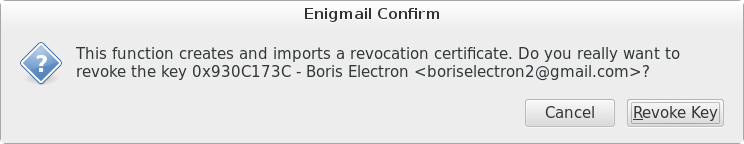 Enigmail Confirm
This function creates and imports a revocation certificate. Do you really want to
revoke the key 0x930C173C - Boris Electron <boriselectron2@gmail.com>?
Cancel
Revoke Key